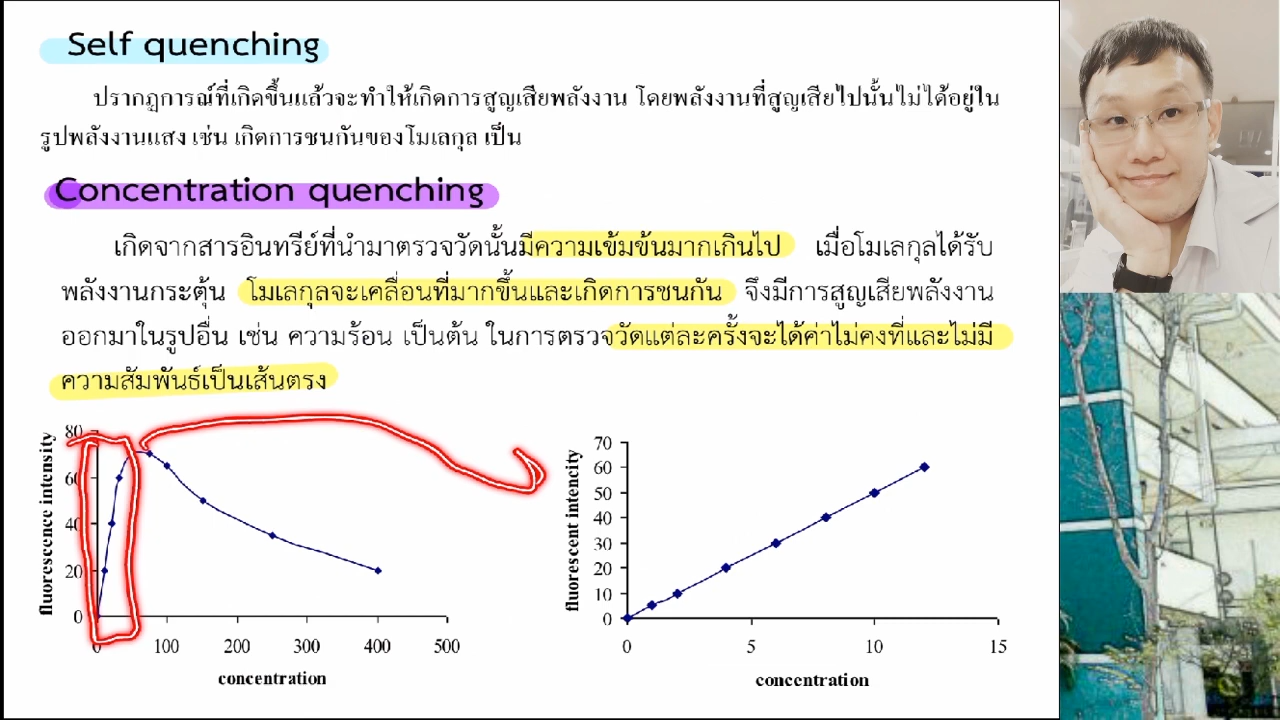 Self quenching
ปรากฏการณ์ที่เกิดขึ้นแล้วจะทำให้เกิดการสูญเสียพลังงาน โดยพลังงานที่สูญเสียไปนั้นไม่ได้อยู่ใน
รูปพลังงานแสง เช่น เกิดการชนกันของโมเลกุล เป็น
Concentration quenching
เกิดจากสารอินทรีย์ที่นำมาตรวจวัดนั้นมีความเข้มข้นมากเกินไป เมื่อโมเลกุลได้รับ
พลังงานกระตุ้น โมเลกุลจะเคลื่อนที่มากขึ้นและเกิดการชนกัน จึงมีการสูญเสียพลังงาน
ออกมาในรูปอื่น เช่น ความร้อน เป็นต้น ในการตรวจวัดแต่ละครั้งจะได้ค่าไม่คงที่และไม่มี
ความสัมพันธ์เป็นเส้นตรง
fluorescence intensity
80
60
40
20
0
0 100 200 300 400 500
concentration
fluorescent intencity
70
60
50
40
30
20
10
0
0 5 10 15
concentration